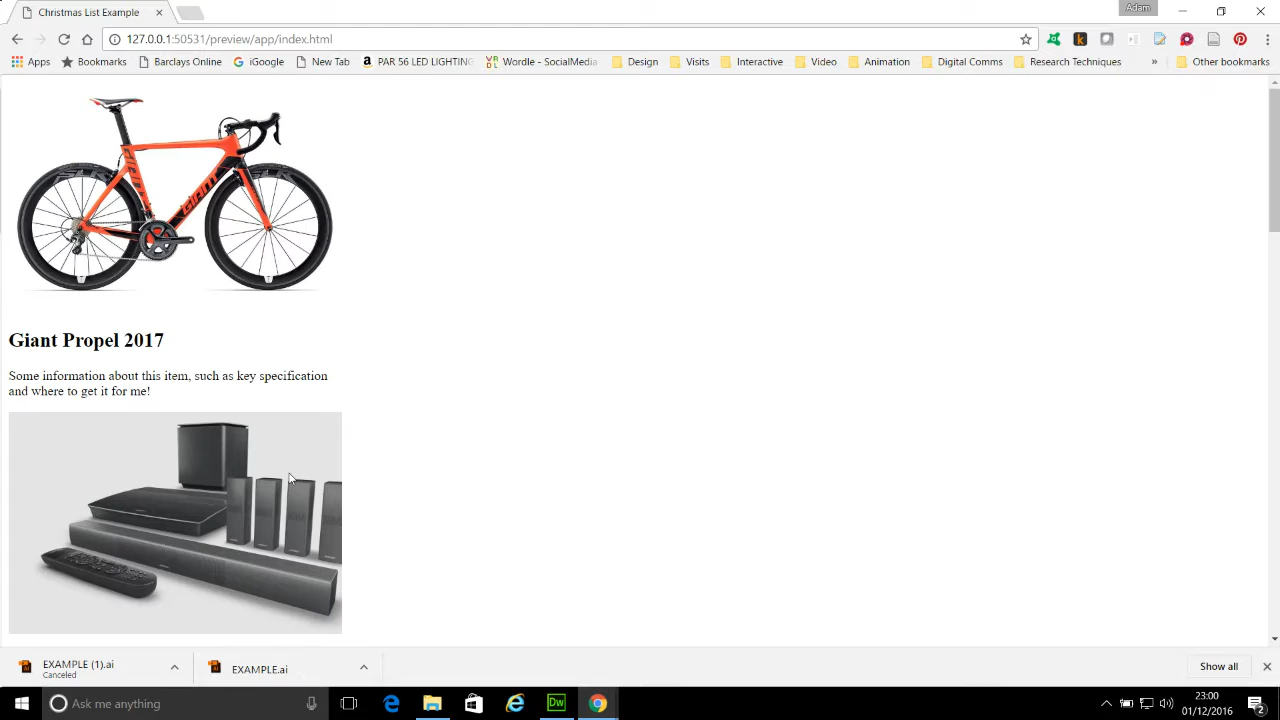 Christmas List Example
Adam
127.0.0.1:50531/preview/app/index.html
Apps
Bookmarks
Barclays Online
iGoogle
New Tab
PAR 56 LED LIGHTING
Wordle - SocialMedia
Design
Visits
Interactive
Video
Animation
Digital Comms
Research Techniques
»
Other bookmarks
GIANT
Giant Propel 2017
Some information about this item, such as key specification
and where to get it for me!
EXAMPLE (1).ai
Canceled
EXAMPLE.ai
Show all
Ask me anything
Dw
23:00
01/12/2016
2